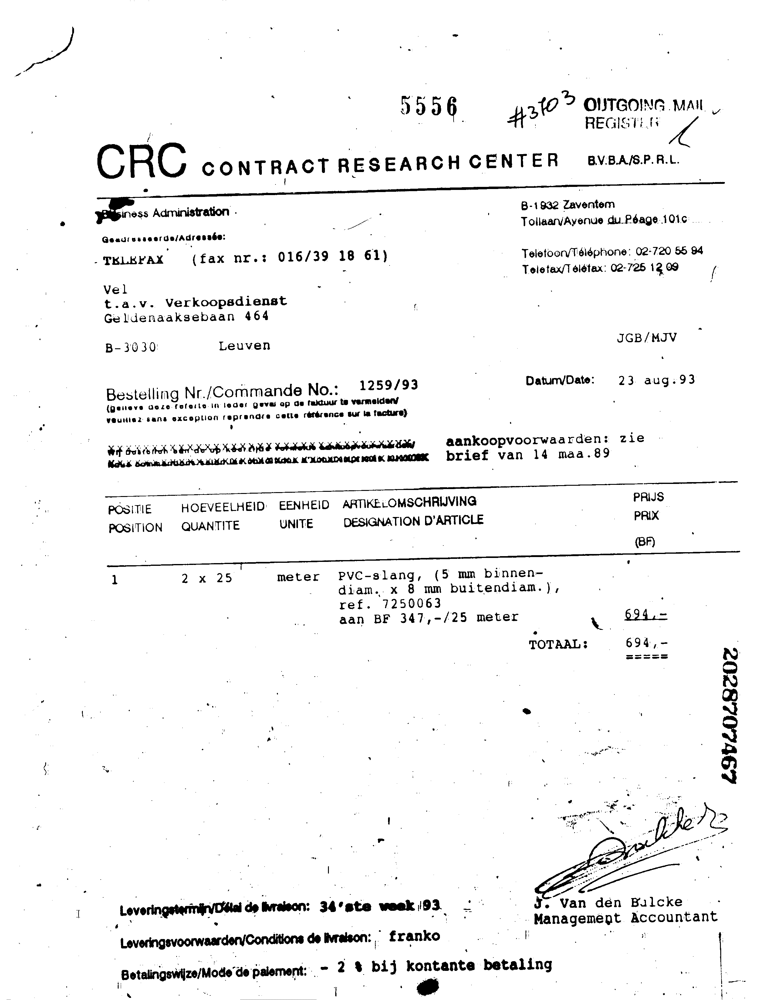 5556 #3703 OUTGOING MAIL
REGISTER
CRC CONTRACT RESEARCH CENTER B.V.B.A./S.P.R.L.
Business Administration
B-1932 Zaventem
Tollaan/Avenue du Péage 101c
Geadresseerde/Adressée:
TELEFAX (fax nr.: 016/39 18 61)
Telefoon/Téléphone: 02-720 55 94
Telefax/Téléfax: 02-725 12 09
Vel
t.a.v. Verkoopsdienst
Geldenaaksebaan 464
B-3030 Leuven
JGB/MJV
Bestelling Nr./Commande No.: 1259/93
Datum/Date: 23 aug.93
(gelieve deze referte in ieder geval op de faktuur te vermelden/
veuillez sans exception reprendre cette référence sur la facture)
aankoopvoorwaarden: zie
brief van 14 maa.89
POSITIE HOEVEELHEID EENHEID ARTIKELOMSCHRIJVING PRIJS
POSITION QUANTITE UNITE DESIGNATION D'ARTICLE PRIX
(BF)
1 2 x 25 meter PVC-slang, (5 mm binnen-
diam. x 8 mm buitendiam.),
ref. 7250063
aan BF 347,-/25 meter 694,-
TOTAAL: 694,-
=====
2028707467
J. Van den Bulcke
Management Accountant
Leveringstermijn/Délai de livraison: 34'ste week 93
Leveringsvoorwaarden/Conditions de livraison: franko
Betalingswijze/Mode de paiement: - 2 % bij kontante betaling